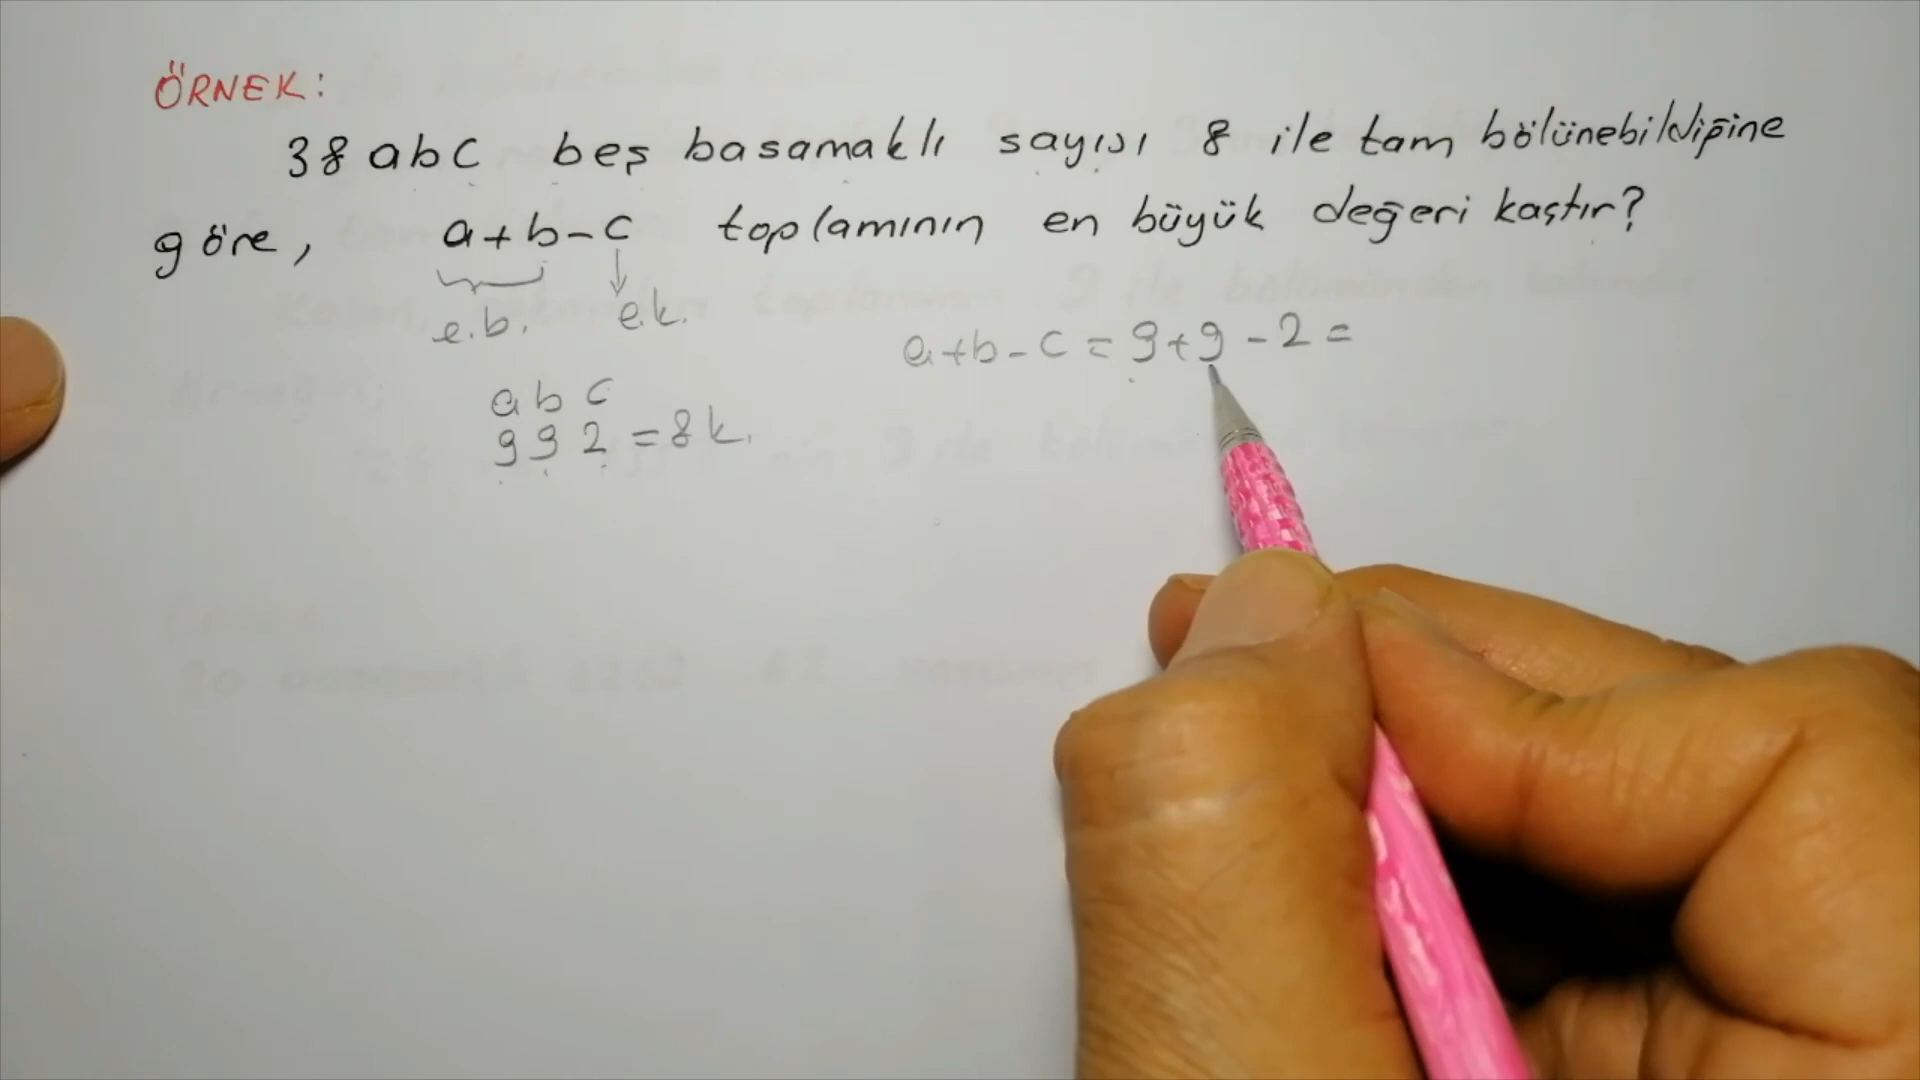 ÖRNEK:
38abc beş basamaklı sayısı 8 ile tam bölünebildiğine
göre, a+b-c toplamının en büyük değeri kaçtır?
e.b. e.k.
a+b-c=9+9-2=
abc
992=8k.